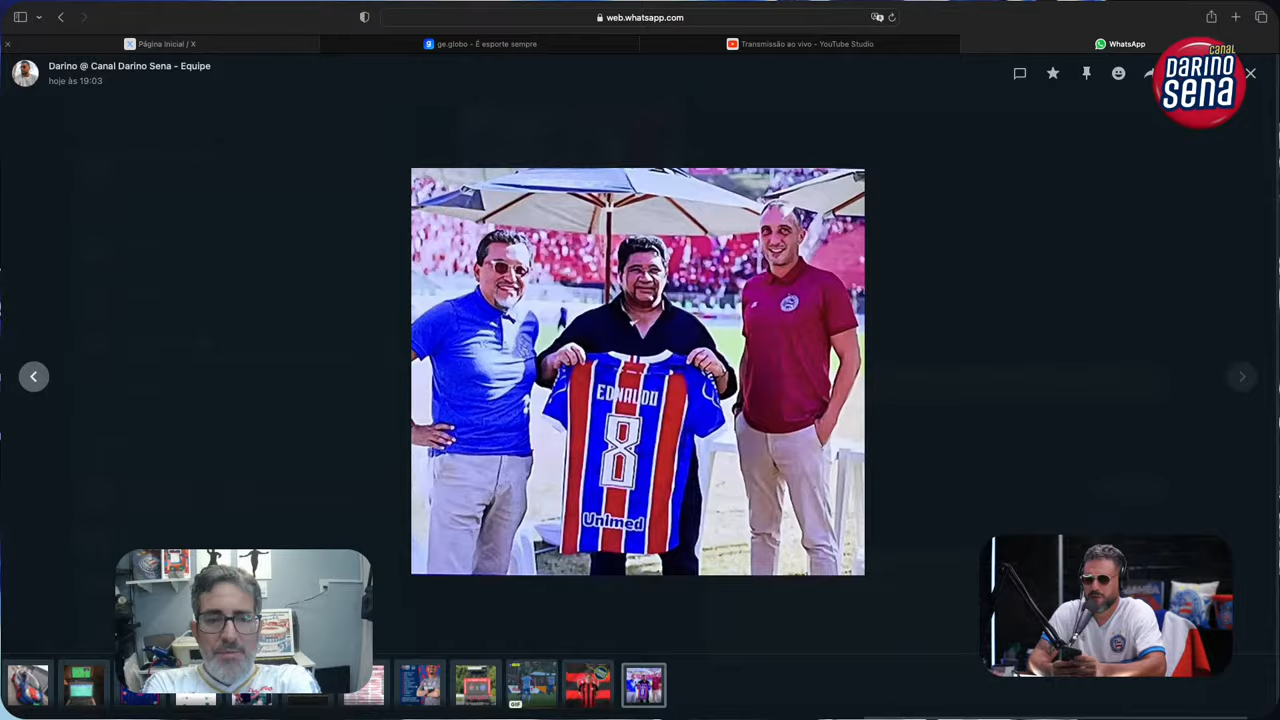 web.whatsapp.com
Página Inicial / X
ge.globo - É esporte sempre
Transmissão ao vivo - YouTube Studio
WhatsApp
Darino @ Canal Darino Sena - Equipe
hoje às 19:03
canal
DARINO
SENA
EDNALDO
8
Unimed
GIF